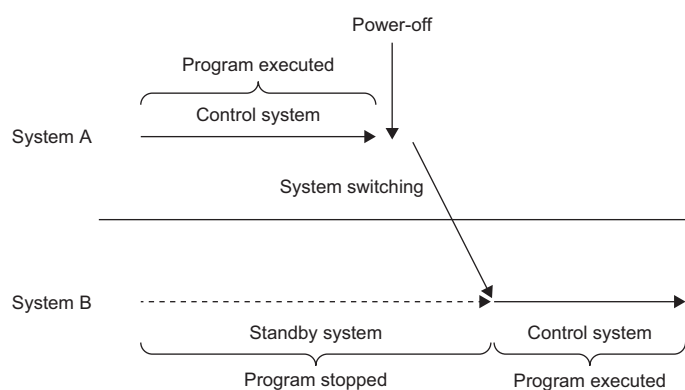 Power-off
Program executed
Control system
System A
System switching
System B
Standby system
Control system
Program stopped
Program executed